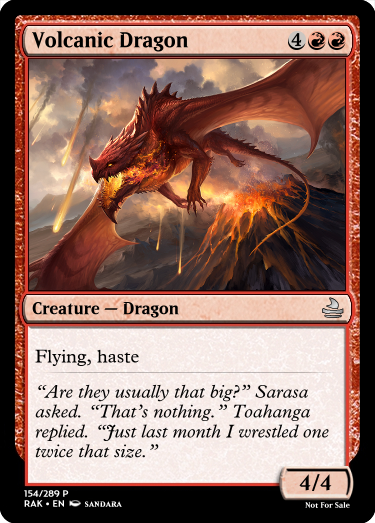 Volcanic Dragon 4
Creature — Dragon
Flying, haste
“Are they usually that big?” Sarasa
asked. “That’s nothing.” Toahanga
replied. “Just last month I wrestled one
twice that size.”
4/4
154/289 P
RAK • EN SANDARA
Not For Sale